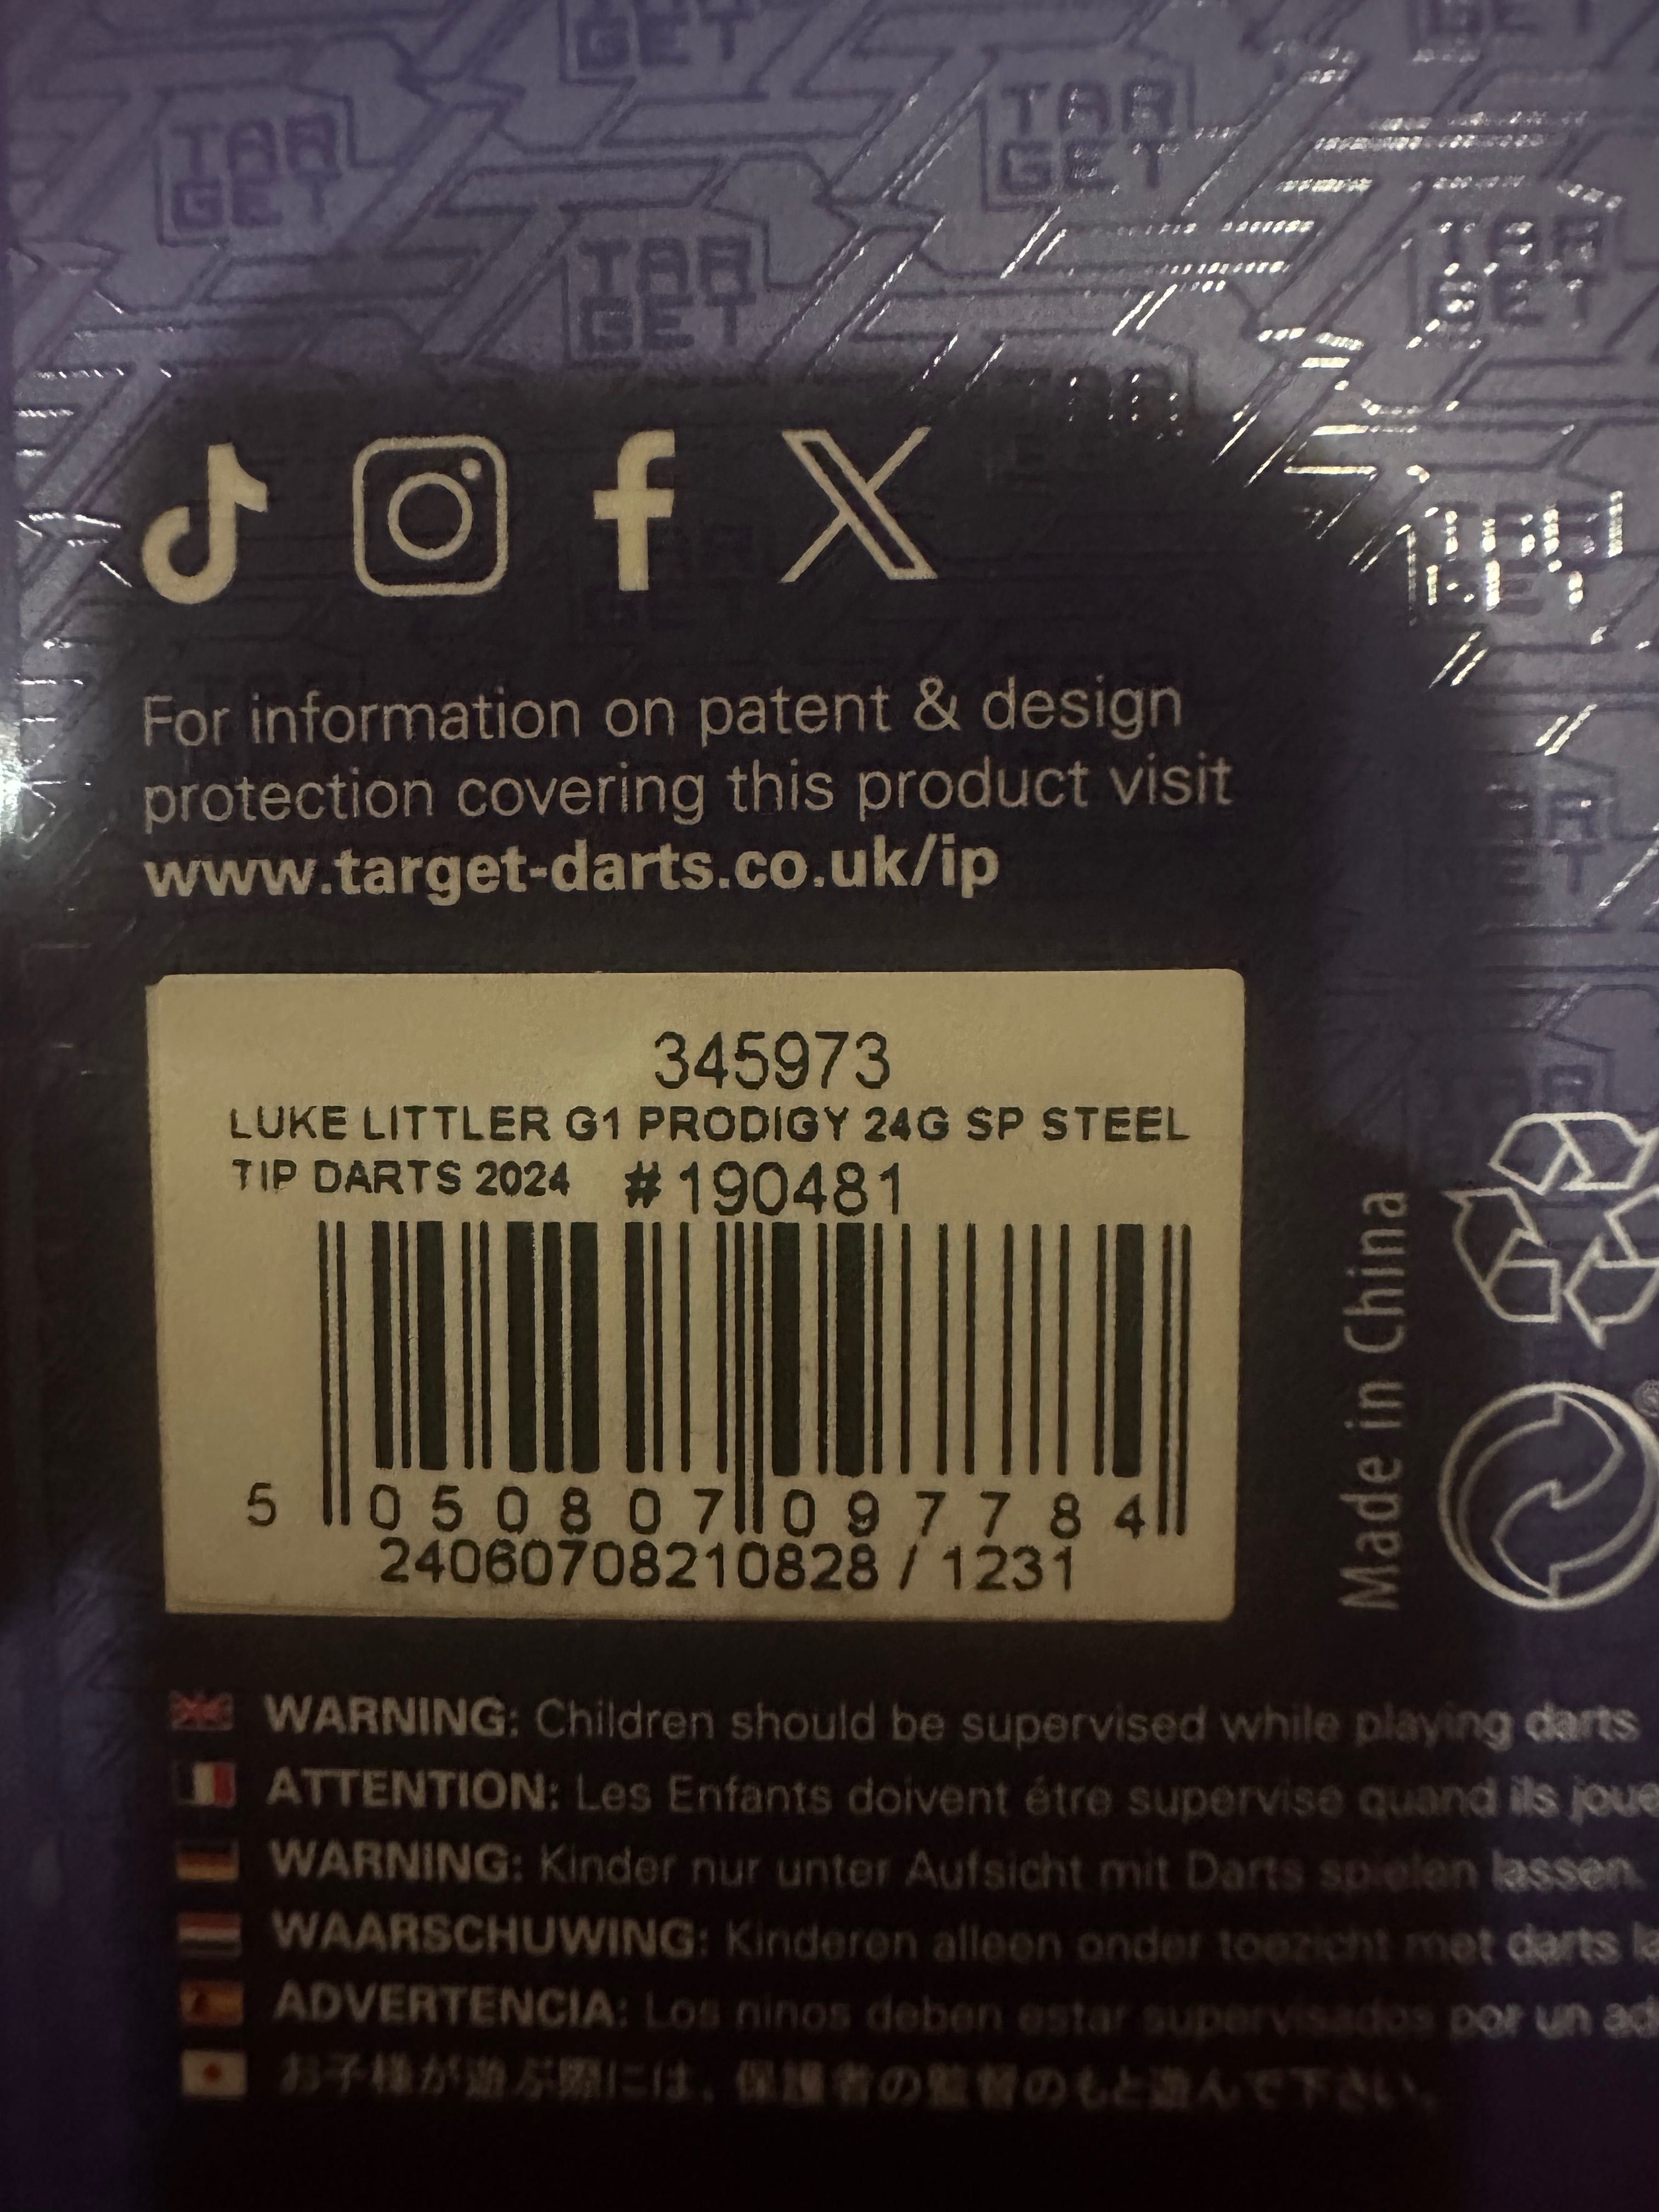 TAR
GET
For information on patent & design
protection covering this product visit
www.target-darts.co.uk/ip
345973
LUKE LITTLER G1 PRODIGY 24G SP STEEL
TIP DARTS 2024 #190481
5 050807 097784
24060708210828 / 1231
Made in China
WARNING: Children should be supervised while playing darts
ATTENTION: Les Enfants doivent étre supervise quand ils joue
WARNING: Kinder nur unter Aufsicht mit Darts spielen lassen.
WAARSCHUWING: Kinderen alleen onder toezicht met darts la
ADVERTENCIA: Los ninos deben estar supervisados por un ad
お子様が遊ぶ際には、保護者の監督のもと遊んで下さい。